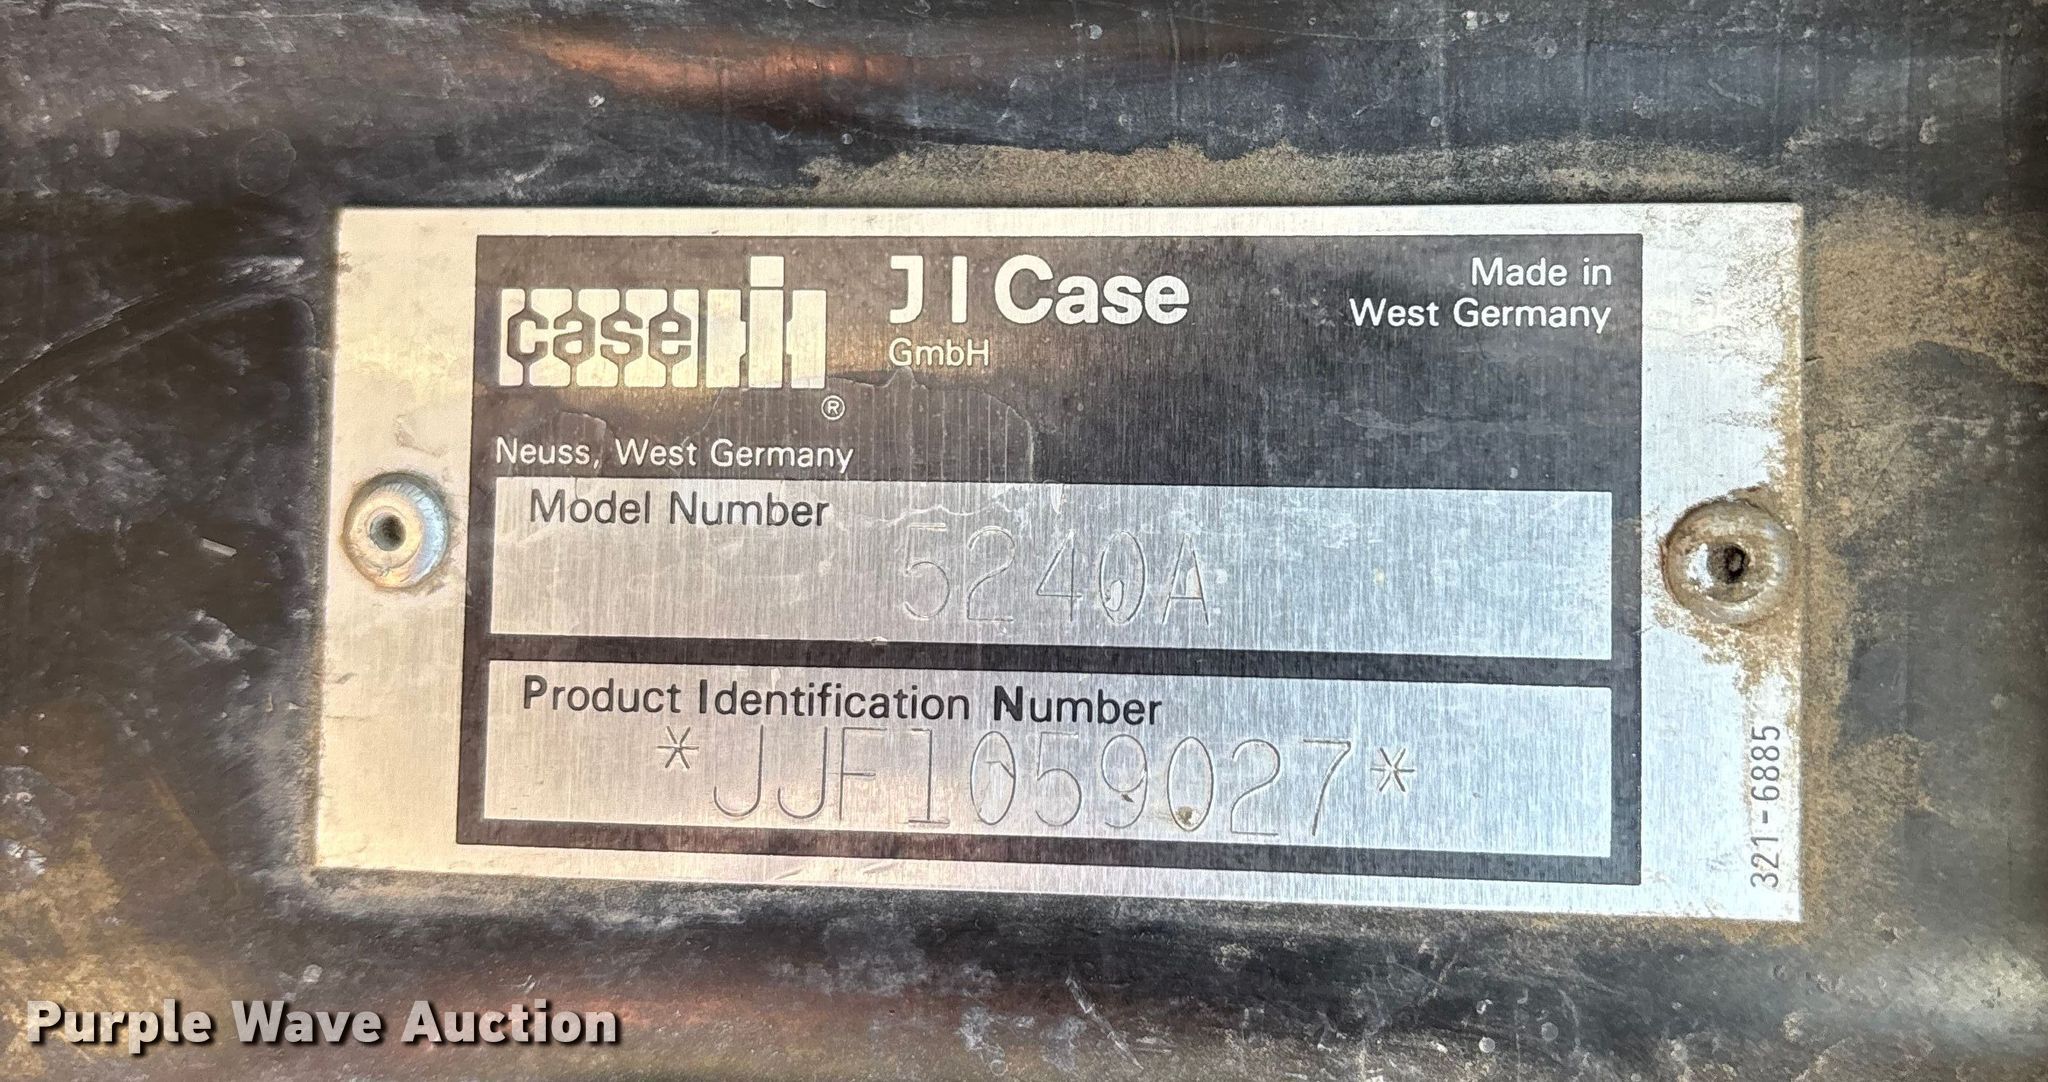 case ih
®
J I Case
GmbH
Made in
West Germany
Neuss, West Germany
Model Number
5240A
Product Identification Number
*JJF1059027*
321-6885
Purple Wave Auction